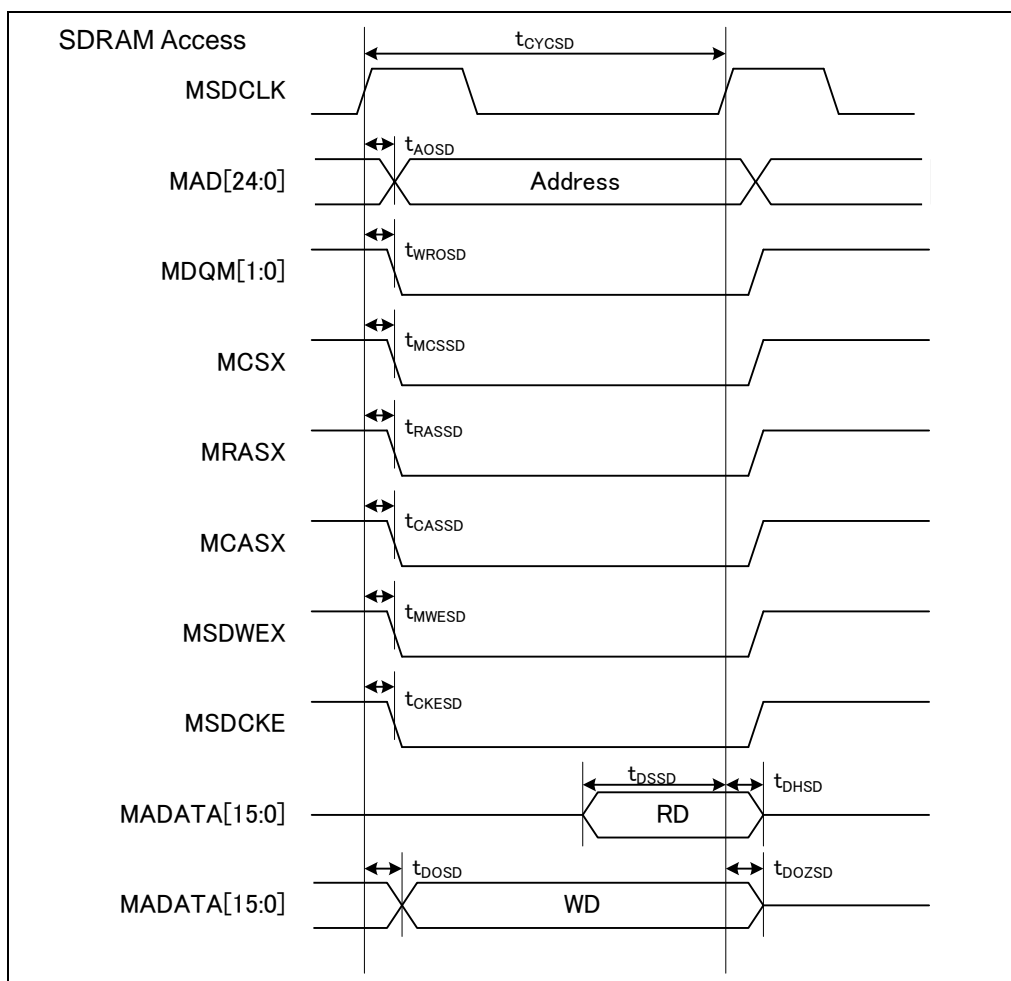 SDRAM Access
tCYCSD
MSDCLK
tAOSD
MAD[24:0]
Address
tWROSD
MDQM[1:0]
tMCSSD
MCSX
tRASSD
MRASX
tCASSD
MCASX
tMWESD
MSDWEX
tCKESD
MSDCKE
tDSSD
tDHSD
MADATA[15:0]
RD
tDOSD
tDOZSD
MADATA[15:0]
WD